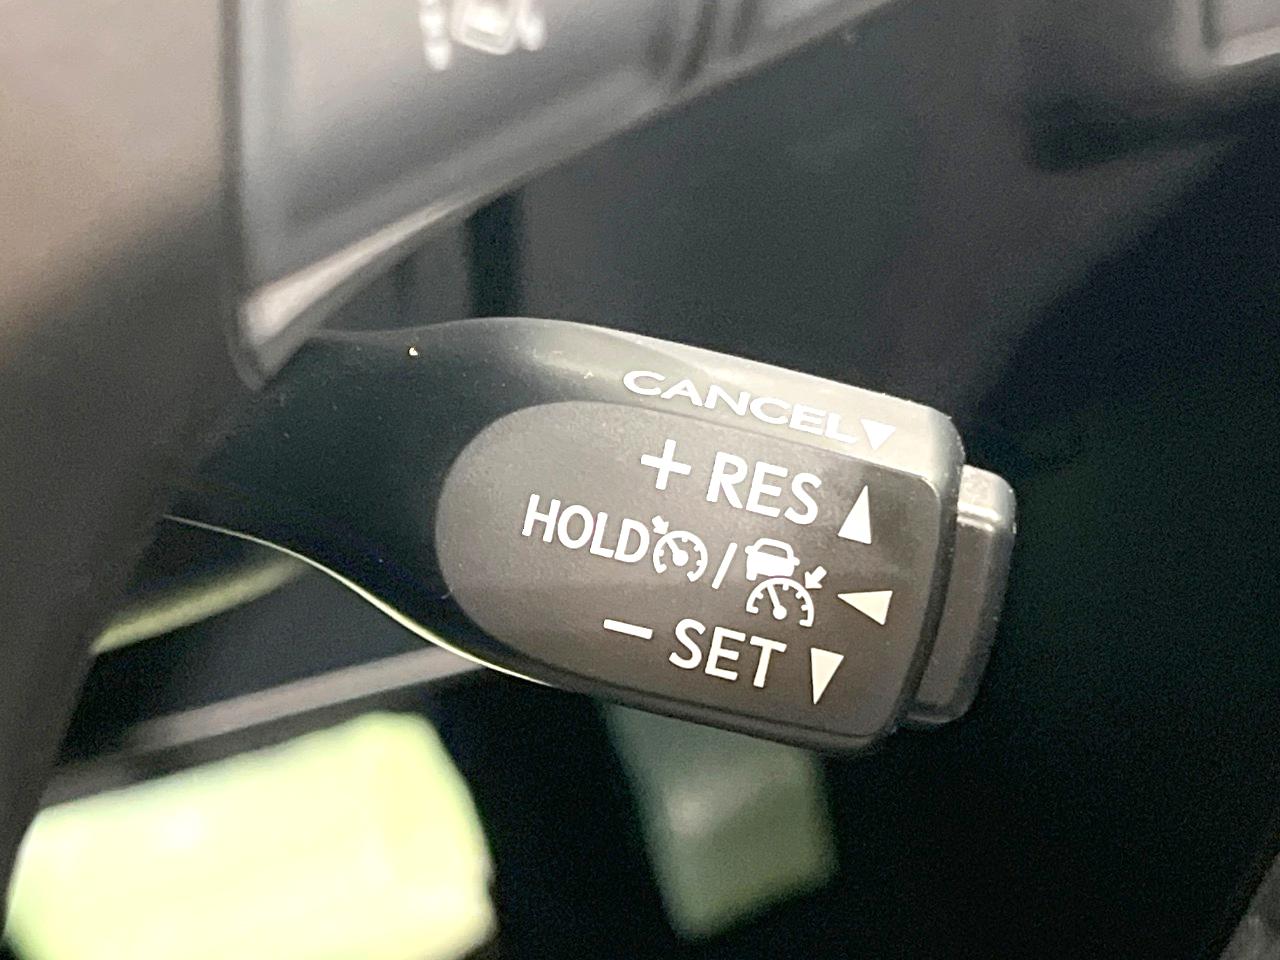 CANCEL▼
+ RES ▲
HOLD / ◀
− SET ▼